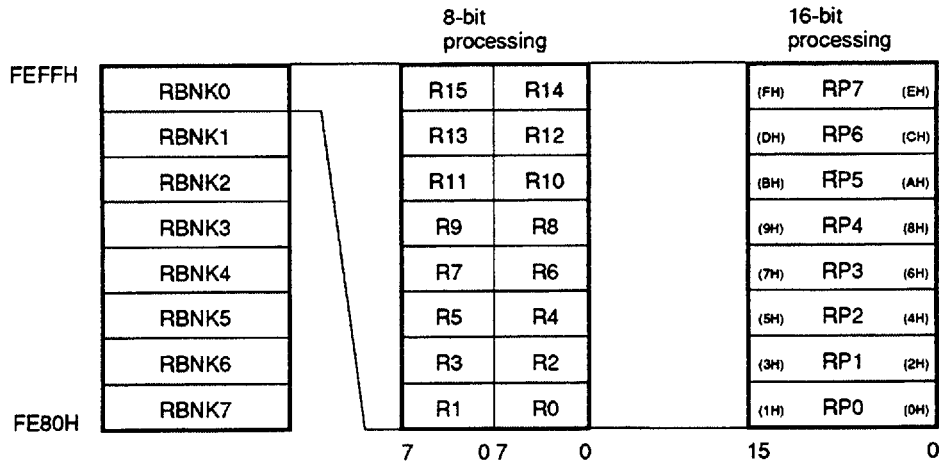 8-bit processing
16-bit processing
FEFFH
RBNK0 R15 R14 (FH) RP7 (EH)
RBNK1 R13 R12 (DH) RP6 (CH)
RBNK2 R11 R10 (BH) RP5 (AH)
RBNK3 R9 R8 (9H) RP4 (8H)
RBNK4 R7 R6 (7H) RP3 (6H)
RBNK5 R5 R4 (5H) RP2 (4H)
RBNK6 R3 R2 (3H) RP1 (2H)
FE80H RBNK7 R1 R0 (1H) RP0 (0H)
7 0 7 0 15 0